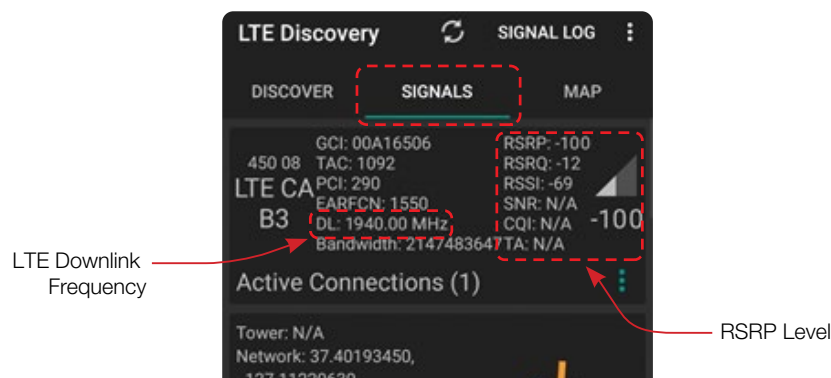 LTE Discovery SIGNAL LOG
DISCOVER SIGNALS MAP
450 08
LTE CA
B3
GCI: 00A16506
TAC: 1092
PCI: 290
EARFCN: 1550
DL: 1940.00 MHz
Bandwidth: 2147483647
RSRP: -100
RSRQ: -12
RSSI: -69
SNR: N/A
CQI: N/A
TA: N/A
-100
LTE Downlink
Frequency
Active Connections (1)
RSRP Level
Tower: N/A
Network: 37.40193450,